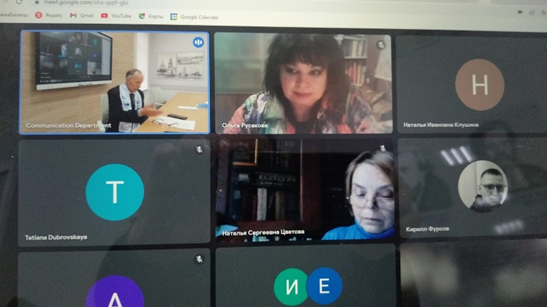 meet.google.com/
Яндекс
Gmail
YouTube
Карты
Google Calendar
Communication Department
Ольга Русакова
Н
Наталья Ивановна Клушина
Т
Tatiana Dubrovskaya
Наталья Сергеевна Цветова
Кирилл Фурсов
А
И
Е